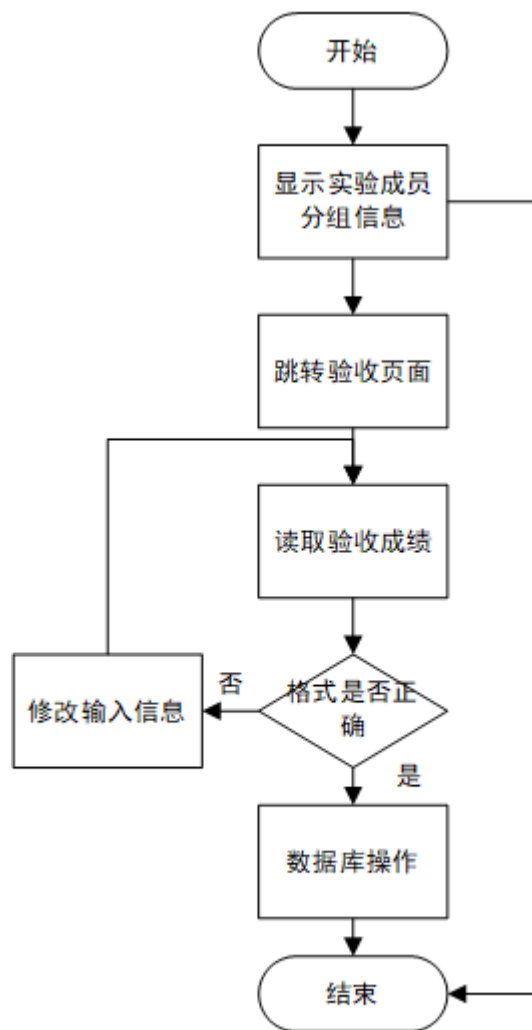 开始
显示实验成员
分组信息
跳转验收页面
读取验收成绩
格式是否正
确
否
修改输入信息
是
数据库操作
结束